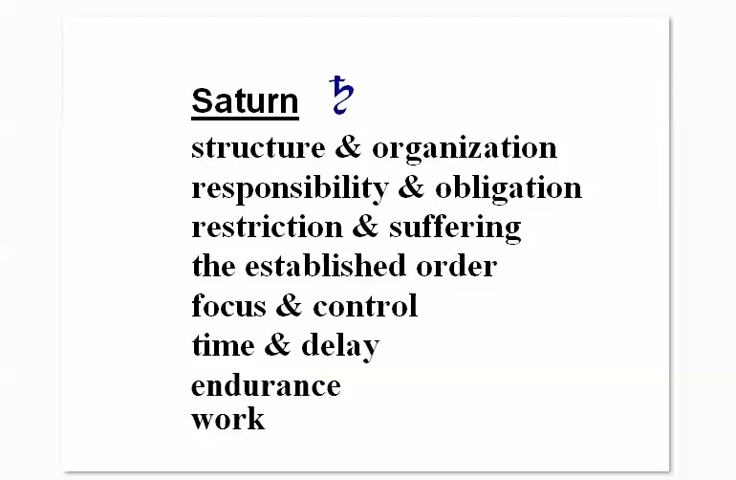 Saturn ♄
structure & organization
responsibility & obligation
restriction & suffering
the established order
focus & control
time & delay
endurance
work